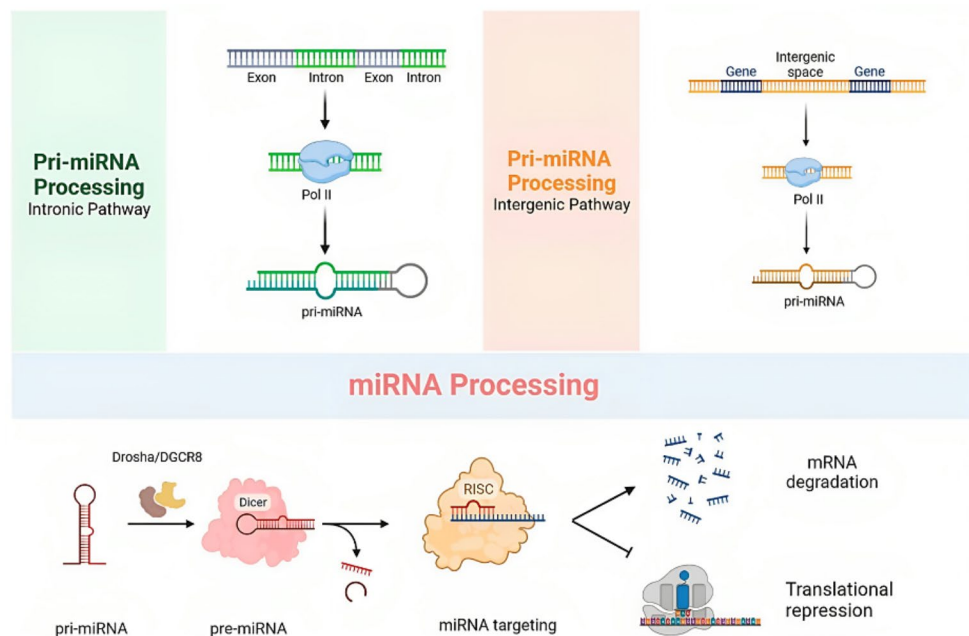 Pri-miRNA
Processing
Intronic Pathway
Exon Intron Exon Intron
Pol II
pri-miRNA
Pri-miRNA
Processing
Intergenic Pathway
Intergenic
space
Gene Gene
Pol II
pri-miRNA
miRNA Processing
Drosha/DGCR8
Dicer
RISC
mRNA
degradation
Translational
repression
pri-miRNA
pre-miRNA
miRNA targeting